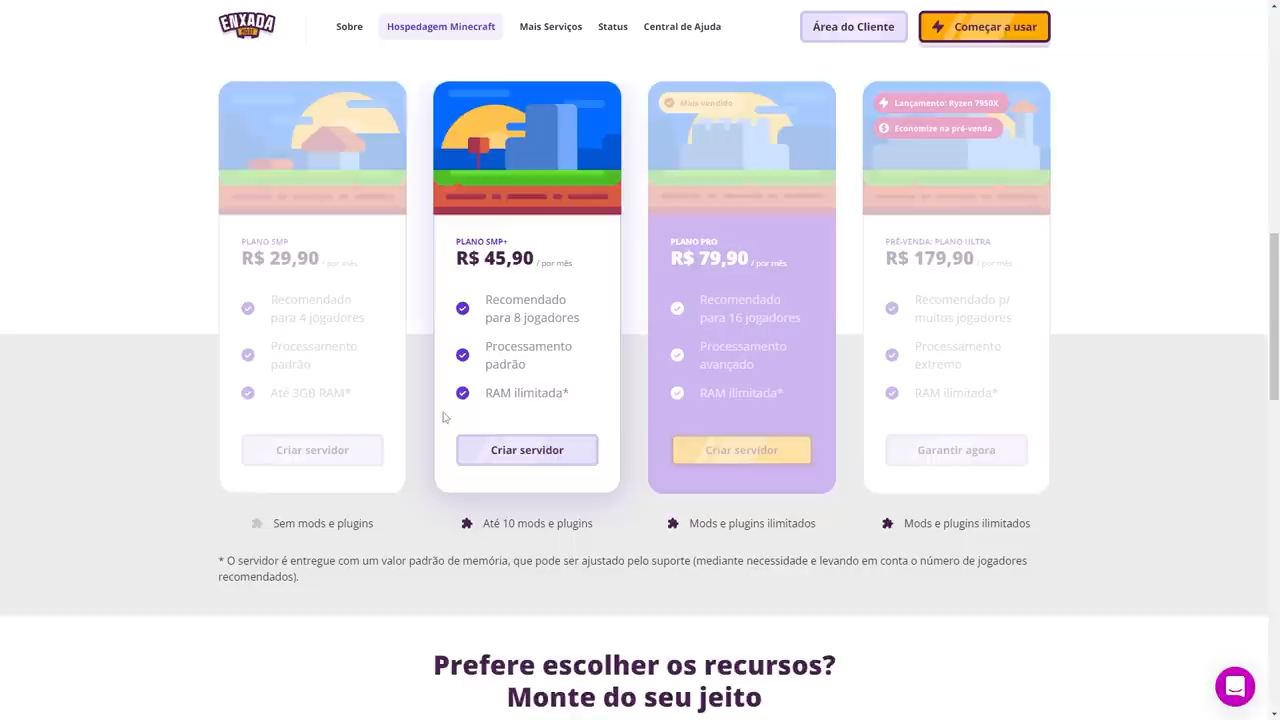 ENXADA
HOST
Sobre
Hospedagem Minecraft
Mais Serviços
Status
Central de Ajuda
Área do Cliente
Começar a usar
PLANO SMP
R$ 29,90 / por mês
Recomendado
para 4 jogadores
Processamento
padrão
Até 3GB RAM*
Criar servidor
Sem mods e plugins
PLANO SMP+
R$ 45,90 / por mês
Recomendado
para 8 jogadores
Processamento
padrão
RAM ilimitada*
Criar servidor
Até 10 mods e plugins
Mais vendido
PLANO PRO
R$ 79,90 / por mês
Recomendado
para 16 jogadores
Processamento
avançado
RAM ilimitada*
Criar servidor
Mods e plugins ilimitados
Lançamento: Ryzen 7950X
Economize na pré-venda
PRÉ-VENDA: PLANO ULTRA
R$ 179,90 / por mês
Recomendado p/
muitos jogadores
Processamento
extremo
RAM ilimitada*
Garantir agora
Mods e plugins ilimitados
* O servidor é entregue com um valor padrão de memória, que pode ser ajustado pelo suporte (mediante necessidade e levando em conta o número de jogadores
recomendados).
Prefere escolher os recursos?
Monte do seu jeito